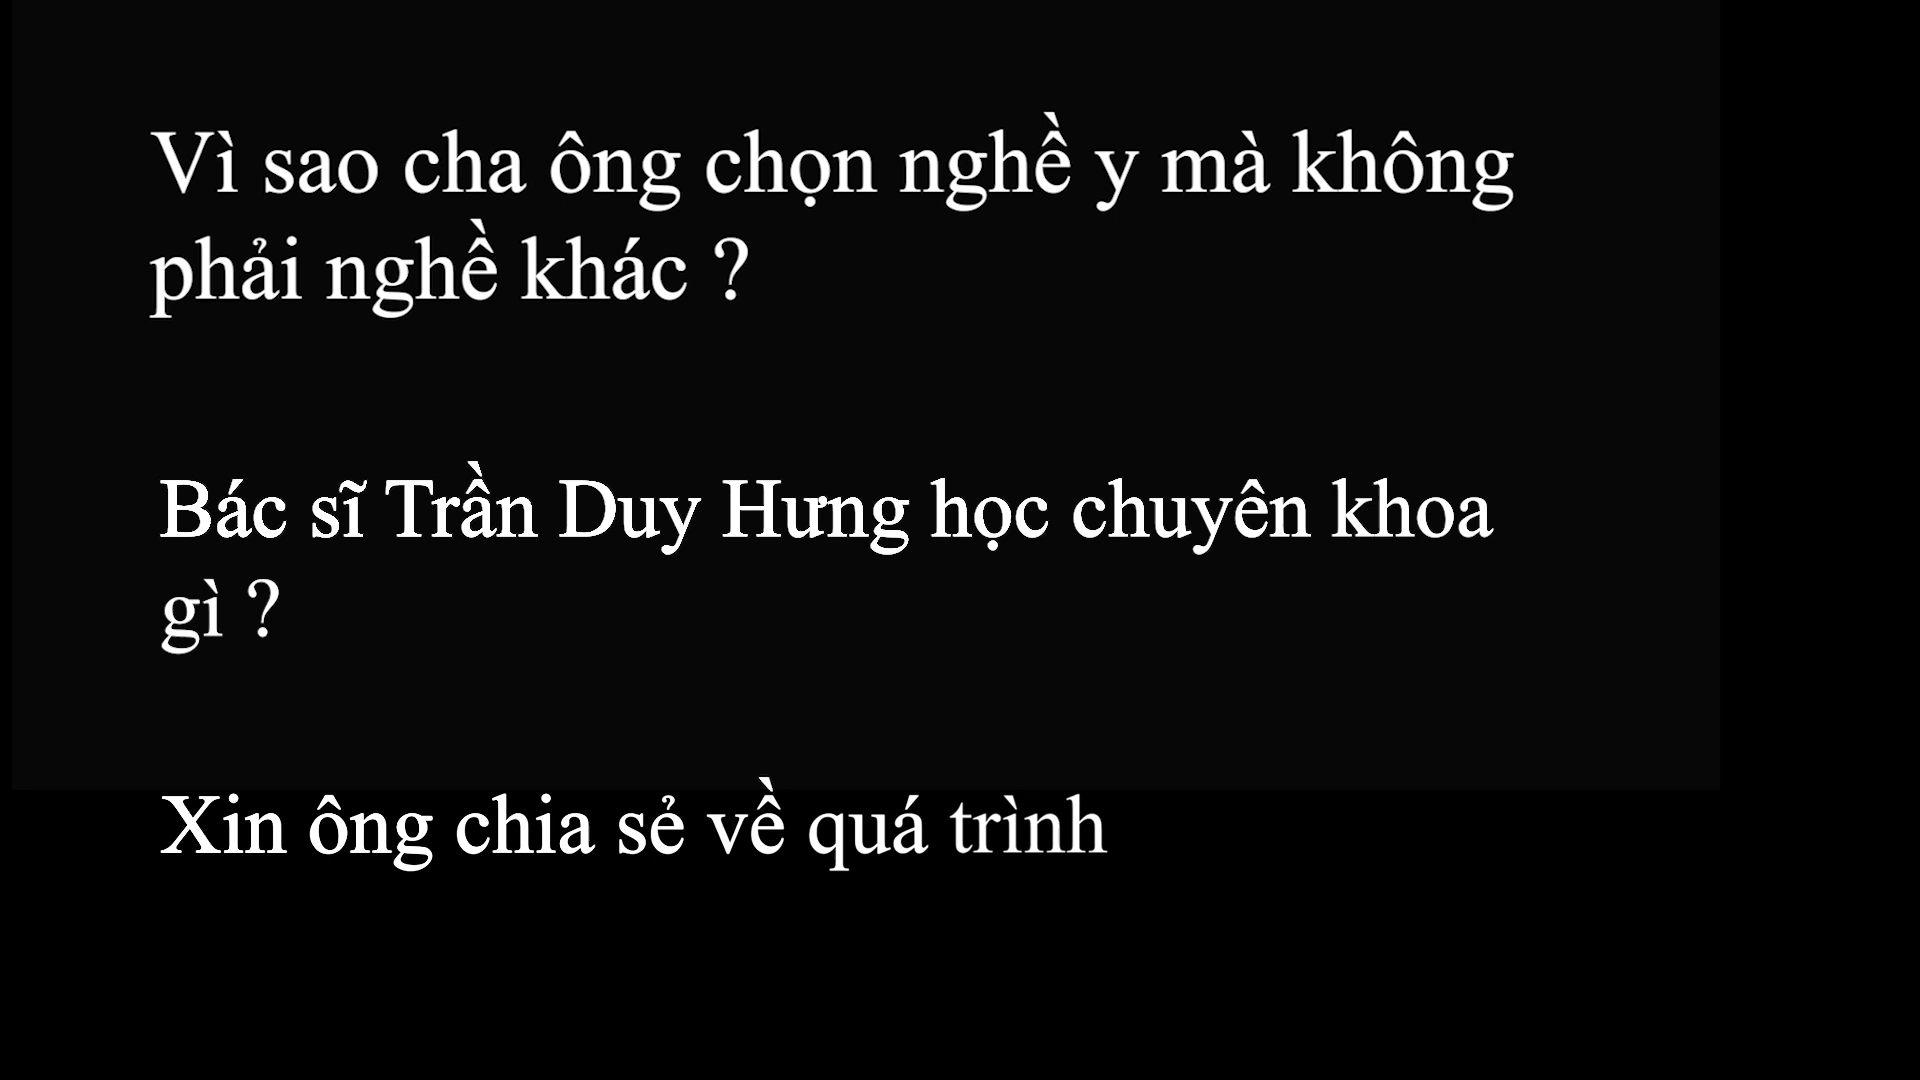 Vì sao cha ông chọn nghề y mà không
phải nghề khác ?
Bác sĩ Trần Duy Hưng học chuyên khoa
gì ?
Xin ông chia sẻ về quá trình